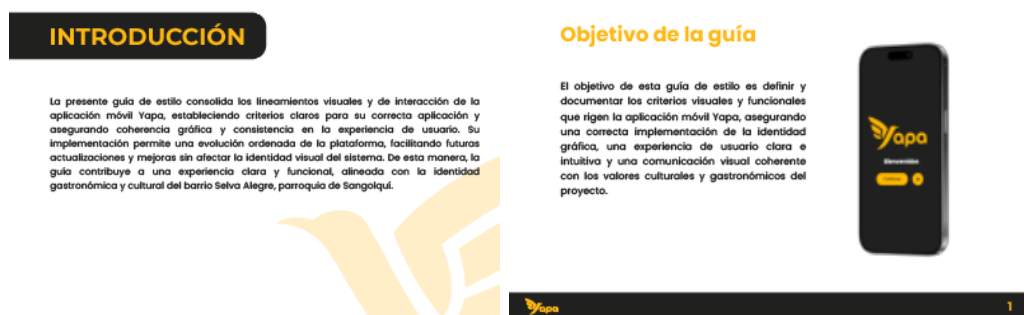 INTRODUCCIÓN
La presente guía de estilo consolida los lineamientos visuales y de interacción de la
aplicación móvil Yapa, estableciendo criterios claros para su correcta aplicación y
asegurando coherencia gráfica y consistencia en la experiencia de usuario. Su
implementación permite una evolución ordenada de la plataforma, facilitando futuras
actualizaciones y mejoras sin afectar la identidad visual del sistema. De esta manera, la
guía contribuye a una experiencia clara y funcional, alineada con la identidad
gastronómica y cultural del barrio Selva Alegre, parroquia de Sangolquí.
Objetivo de la guía
El objetivo de esta guía de estilo es definir y
documentar los criterios visuales y funcionales
que rigen la aplicación móvil Yapa, asegurando
una correcta implementación de la identidad
gráfica, una experiencia de usuario clara e
intuitiva y una comunicación visual coherente
con los valores culturales y gastronómicos del
proyecto.
Yapa
Bienvenidos
Yapa
1